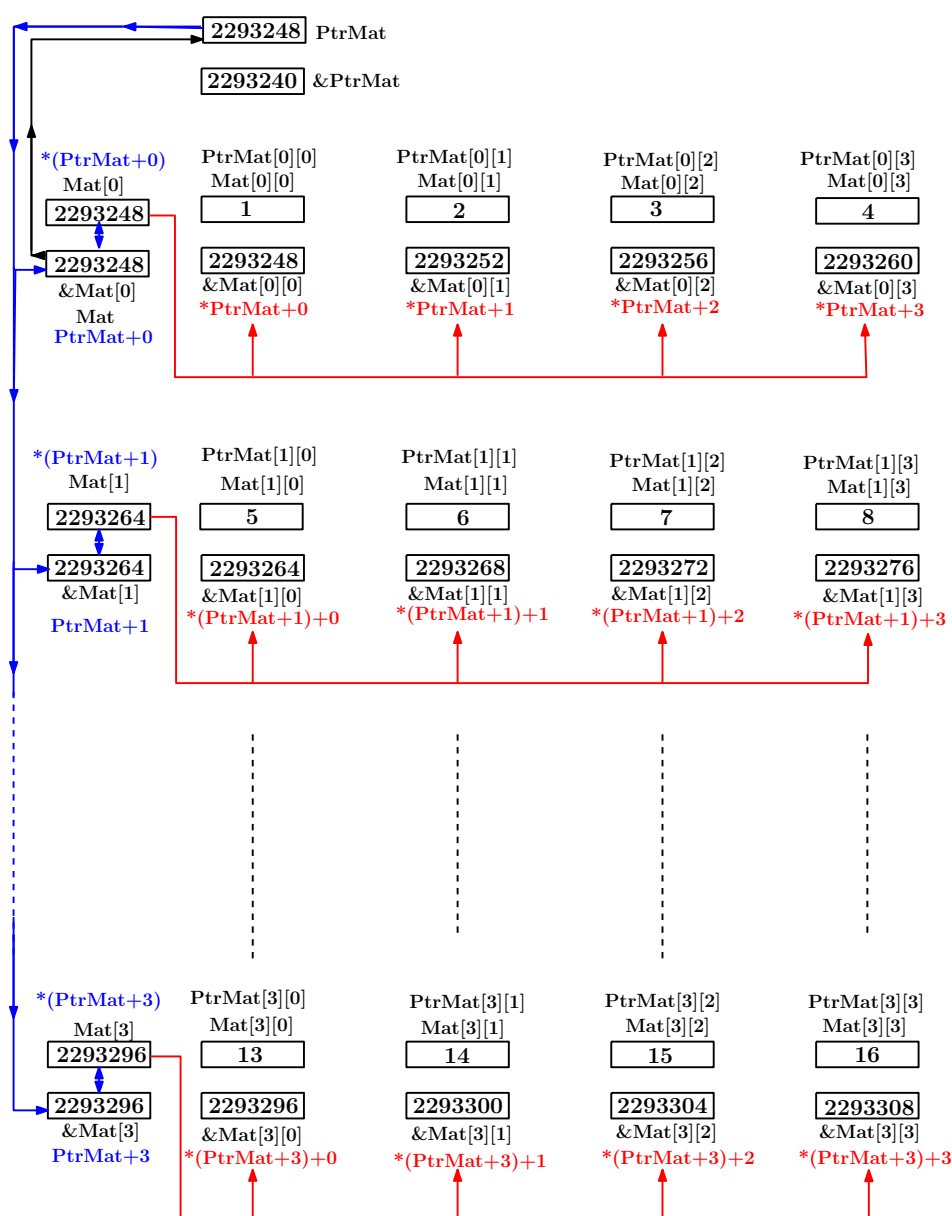 2293248 PtrMat
2293240 &PtrMat
*(PtrMat+0) PtrMat[0][0] PtrMat[0][1] PtrMat[0][2] PtrMat[0][3]
Mat[0] Mat[0][0] Mat[0][1] Mat[0][2] Mat[0][3]
2293248 1 2 3 4
2293248 2293248 2293252 2293256 2293260
&Mat[0] &Mat[0][0] &Mat[0][1] &Mat[0][2] &Mat[0][3]
Mat *PtrMat+0 *PtrMat+1 *PtrMat+2 *PtrMat+3
PtrMat+0
*(PtrMat+1) PtrMat[1][0] PtrMat[1][1] PtrMat[1][2] PtrMat[1][3]
Mat[1] Mat[1][0] Mat[1][1] Mat[1][2] Mat[1][3]
2293264 5 6 7 8
2293264 2293264 2293268 2293272 2293276
&Mat[1] &Mat[1][0] &Mat[1][1] &Mat[1][2] &Mat[1][3]
PtrMat+1 *(PtrMat+1)+0 *(PtrMat+1)+1 *(PtrMat+1)+2 *(PtrMat+1)+3
*(PtrMat+3) PtrMat[3][0] PtrMat[3][1] PtrMat[3][2] PtrMat[3][3]
Mat[3] Mat[3][0] Mat[3][1] Mat[3][2] Mat[3][3]
2293296 13 14 15 16
2293296 2293296 2293300 2293304 2293308
&Mat[3] &Mat[3][0] &Mat[3][1] &Mat[3][2] &Mat[3][3]
PtrMat+3 *(PtrMat+3)+0 *(PtrMat+3)+1 *(PtrMat+3)+2 *(PtrMat+3)+3